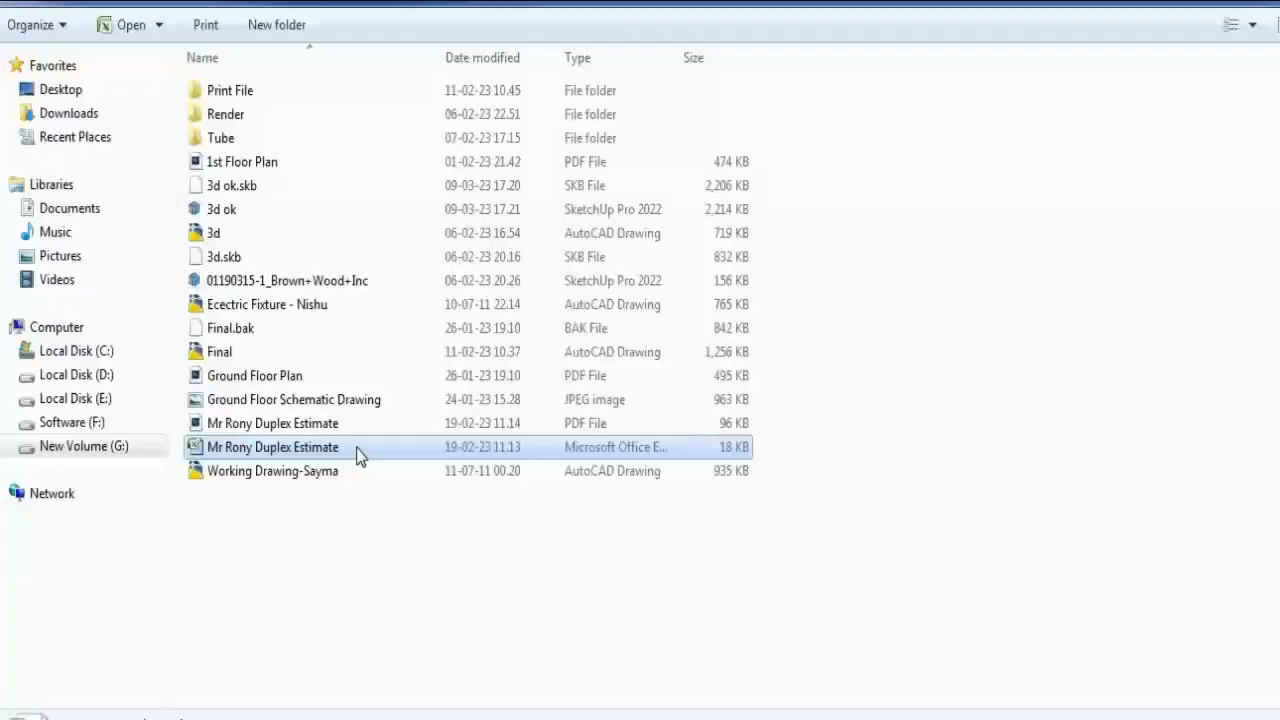 Organize Open Print New folder
Name Date modified Type Size
Favorites
Desktop
Downloads
Recent Places
Libraries
Documents
Music
Pictures
Videos
Computer
Local Disk (C:)
Local Disk (D:)
Local Disk (E:)
Software (F:)
New Volume (G:)
Network
Print File 11-02-23 10.45 File folder
Render 06-02-23 22.51 File folder
Tube 07-02-23 17.15 File folder
1st Floor Plan 01-02-23 21.42 PDF File 474 KB
3d ok.skb 09-03-23 17.20 SKB File 2,206 KB
3d ok 09-03-23 17.21 SketchUp Pro 2022 2,214 KB
3d 06-02-23 16.54 AutoCAD Drawing 719 KB
3d.skb 06-02-23 20.16 SKB File 832 KB
01190315-1_Brown+Wood+Inc 06-02-23 20.26 SketchUp Pro 2022 156 KB
Ecectric Fixture - Nishu 10-07-11 22.14 AutoCAD Drawing 765 KB
Final.bak 26-01-23 19.10 BAK File 842 KB
Final 11-02-23 10.37 AutoCAD Drawing 1,256 KB
Ground Floor Plan 26-01-23 19.10 PDF File 495 KB
Ground Floor Schematic Drawing 24-01-23 15.28 JPEG image 963 KB
Mr Rony Duplex Estimate 19-02-23 11.14 PDF File 96 KB
Mr Rony Duplex Estimate 19-02-23 11.13 Microsoft Office E... 18 KB
Working Drawing-Sayma 11-07-11 00.20 AutoCAD Drawing 935 KB